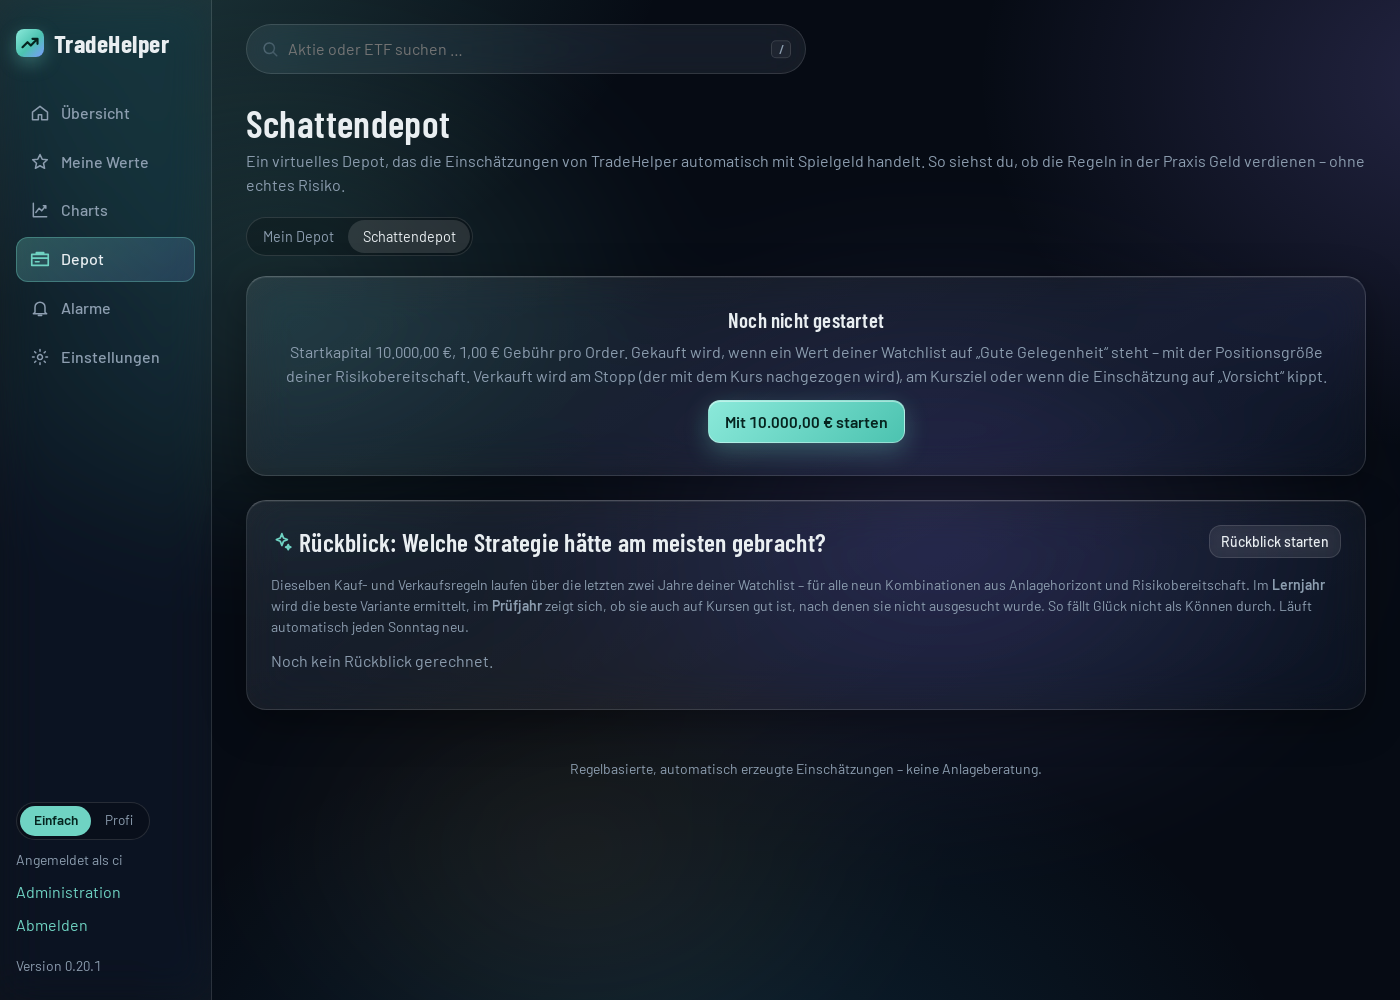 TradeHelper
Aktie oder ETF suchen ...
/
Übersicht
Meine Werte
Charts
Depot
Alarme
Einstellungen
Schattendepot
Ein virtuelles Depot, das die Einschätzungen von TradeHelper automatisch mit Spielgeld handelt. So siehst du, ob die Regeln in der Praxis Geld verdienen – ohne
echtes Risiko.
Mein Depot
Schattendepot
Noch nicht gestartet
Startkapital 10.000,00 €, 1,00 € Gebühr pro Order. Gekauft wird, wenn ein Wert deiner Watchlist auf „Gute Gelegenheit“ steht – mit der Positionsgröße
deiner Risikobereitschaft. Verkauft wird am Stopp (der mit dem Kurs nachgezogen wird), am Kursziel oder wenn die Einschätzung auf „Vorsicht“ kippt.
Mit 10.000,00 € starten
Rückblick: Welche Strategie hätte am meisten gebracht?
Rückblick starten
Dieselben Kauf- und Verkaufsregeln laufen über die letzten zwei Jahre deiner Watchlist – für alle neun Kombinationen aus Anlagehorizont und Risikobereitschaft. Im Lernjahr
wird die beste Variante ermittelt, im Prüfjahr zeigt sich, ob sie auch auf Kursen gut ist, nach denen sie nicht ausgesucht wurde. So fällt Glück nicht als Können durch. Läuft
automatisch jeden Sonntag neu.
Noch kein Rückblick gerechnet.
Regelbasierte, automatisch erzeugte Einschätzungen – keine Anlageberatung.
Einfach
Profi
Angemeldet als ci
Administration
Abmelden
Version 0.20.1